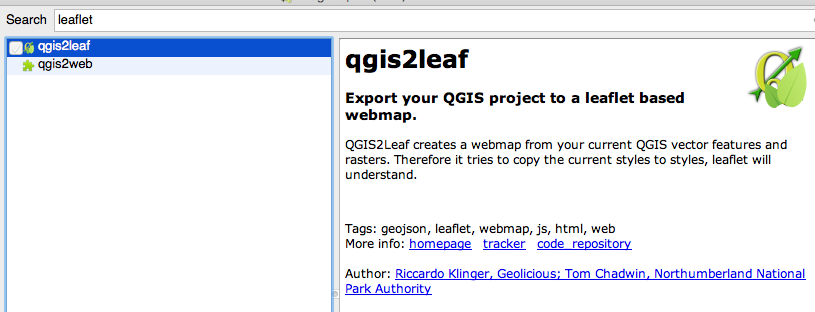 Search leaflet
qgis2leaf
qgis2web
qgis2leaf
Export your QGIS project to a leaflet based
webmap.
QGIS2Leaf creates a webmap from your current QGIS vector features and
rasters. Therefore it tries to copy the current styles to styles, leaflet will
understand.
Tags: geojson, leaflet, webmap, js, html, web
More info: homepage tracker code_repository
Author: Riccardo Klinger, Geolicious; Tom Chadwin, Northumberland National
Park Authority